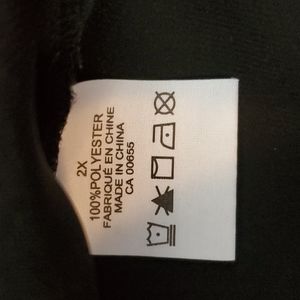 2X
100%POLYESTER
FABRIQUÉ EN CHINE
MADE IN CHINA
CA 00655